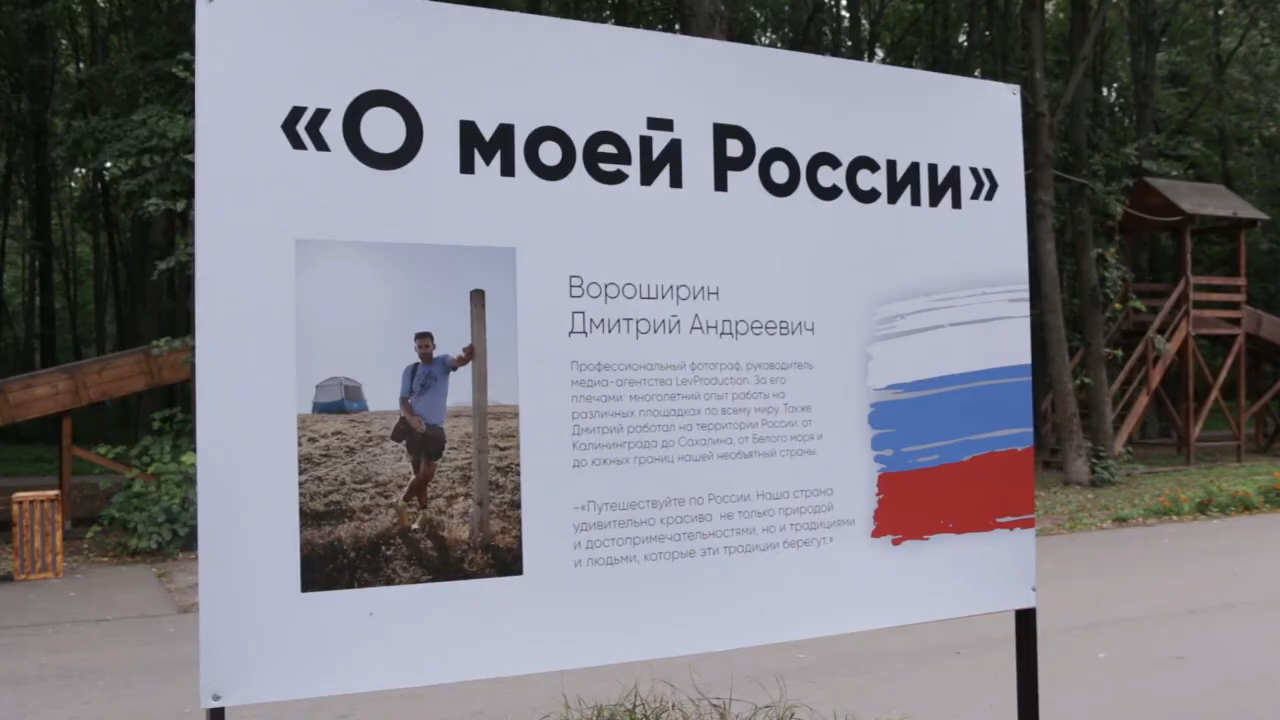 «О моей России»
Вороширин
Дмитрий Андреевич
Профессиональный фотограф, руководитель
медиа-агентства LevProduction. За его
плечами многолетний опыт работы на
различных площадках по всему миру. Также
Дмитрий работал на территории России: от
Калининграда до Сахалина, от Белого моря и
до южных границ нашей необъятный страны.
-«Путешествуйте по России. Наша страна
удивительно красива не только природой
и достопримечательностями, но и традициями
и людьми, которые эти традиции берегут.»